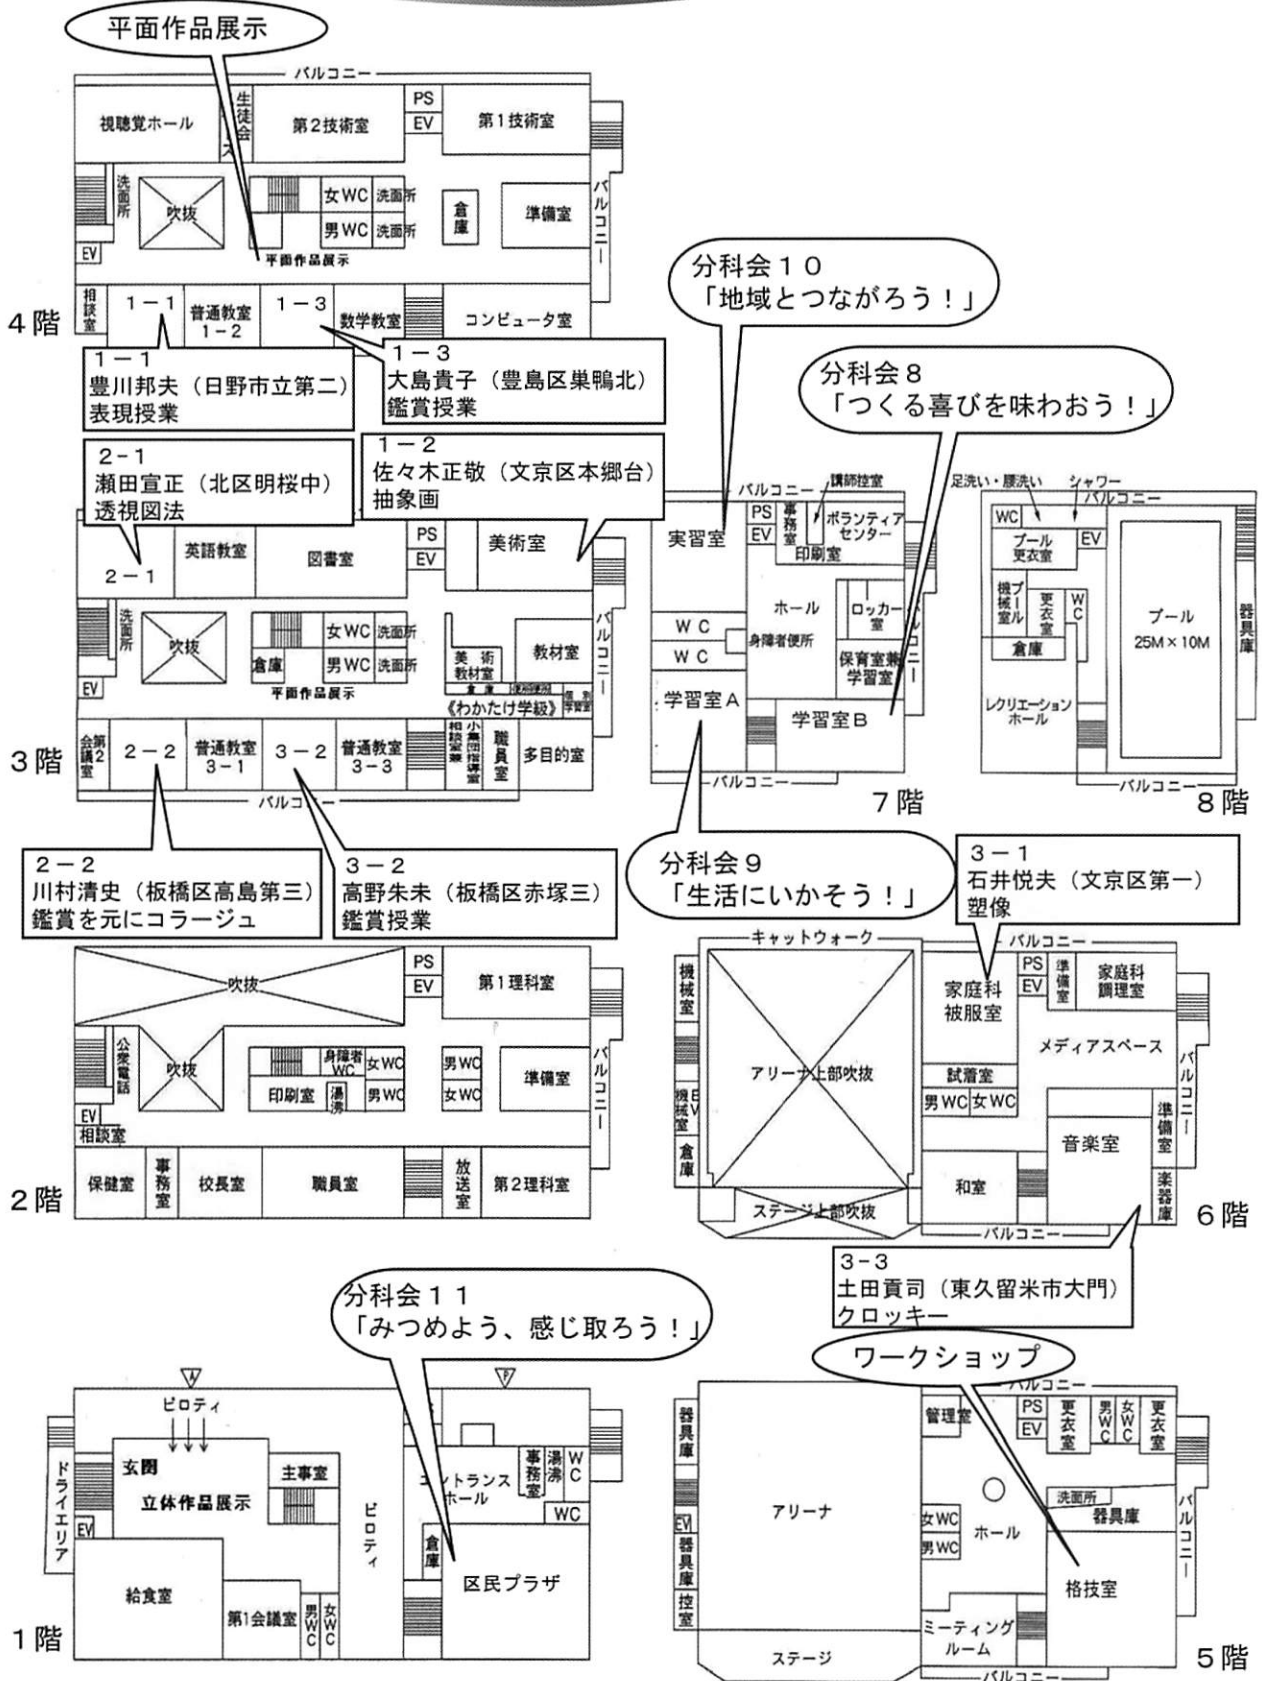 平面作品展示
バルコニー
視聴覚ホール
生徒会
第2技術室
PS
EV
第1技術室
洗面所
吹抜
女WC 洗面所
男WC 洗面所
倉庫
準備室
バルコニー
EV
平面作品展示
相談室
1-1
普通教室
1-2
1-3
数学教室
コンピュータ室
4階
1-1
豊川邦夫（日野市立第二）
表現授業
1-3
大島貴子（豊島区巣鴨北）
鑑賞授業
2-1
瀬田宣正（北区明桜中）
透視図法
1-2
佐々木正敬（文京区本郷台）
抽象画
2-1
英語教室
図書室
PS
EV
美術室
洗面所
吹抜
倉庫
女WC 洗面所
男WC 洗面所
美術
教材室
教材室
バルコニー
EV
平面作品展示
倉庫
《わかたけ学級》
個別
学習室
第2
会議室
2-2
普通教室
3-1
3-2
普通教室
3-3
小集団指導室
相談室兼
職員室
多目的室
バルコニー
3階
2-2
川村清史（板橋区高島第三）
鑑賞を元にコラージュ
3-2
高野朱未（板橋区赤塚三）
鑑賞授業
吹抜
PS
EV
第1理科室
公衆電話
吹抜
身障者
WC
女WC
印刷室
湯沸
男WC
男WC
女WC
準備室
バルコニー
EV
相談室
保健室
事務室
校長室
職員室
放送室
第2理科室
2階
分科会11
「みつめよう、感じ取ろう！」
ピロティ
玄関
立体作品展示
主事室
ドライエリア
EV
ピロティ
エントランス
ホール
事務室
湯沸
WC
WC
倉庫
区民プラザ
給食室
第1会議室
男WC
女WC
1階
分科会10
「地域とつながろう！」
分科会8
「つくる喜びを味わおう！」
バルコニー
講師控室
実習室
PS
EV
事務室
印刷室
ボランティア
センター
ホール
ロッカー
室
WC
WC
身障者便所
保育室兼
学習室
学習室A
学習室B
バルコニー
7階
足洗い・腰洗い
シャワー
バルコニー
WC
プール
更衣室
EV
プール
機械室
更衣室
WC
倉庫
プール
25M×10M
器具庫
レクリエーション
ホール
バルコニー
8階
分科会9
「生活にいかそう！」
3-1
石井悦夫（文京区第一）
塑像
キャットウォーク
バルコニー
機械室
家庭科
被服室
PS
EV
準備室
家庭科
調理室
アリーナ上部吹抜
メディアスペース
バルコニー
EV
機械室
試着室
男WC 女WC
倉庫
音楽室
準備室
和室
楽器庫
ステージ上部吹抜
バルコニー
6階
3-3
土田貢司（東久留米市大門）
クロッキー
ワークショップ
バルコニー
器具庫
管理室
PS
EV
更衣室
男WC
女WC
更衣室
アリーナ
洗面所
器具庫
バルコニー
EV
女WC
男WC
ホール
器具庫
控室
格技室
ミーティング
ルーム
ステージ
バルコニー
5階